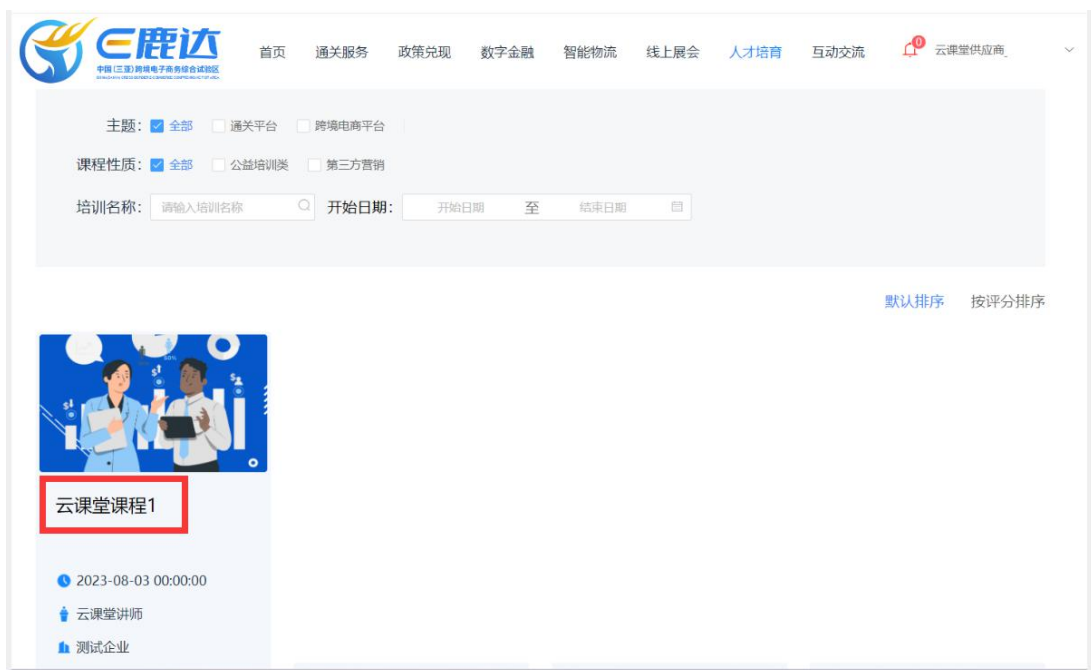 E鹿达
中国(三亚)跨境电子商务综合试验区
首页 通关服务 政策兑现 数字金融 智能物流 线上展会 人才培育 互动交流 0 云课堂供应商_
主题: 全部 通关平台 跨境电商平台
课程性质: 全部 公益培训类 第三方营销
培训名称: 请输入培训名称 开始日期: 开始日期 至 结束日期
默认排序 按评分排序
云课堂课程1
2023-08-03 00:00:00
云课堂讲师
测试企业